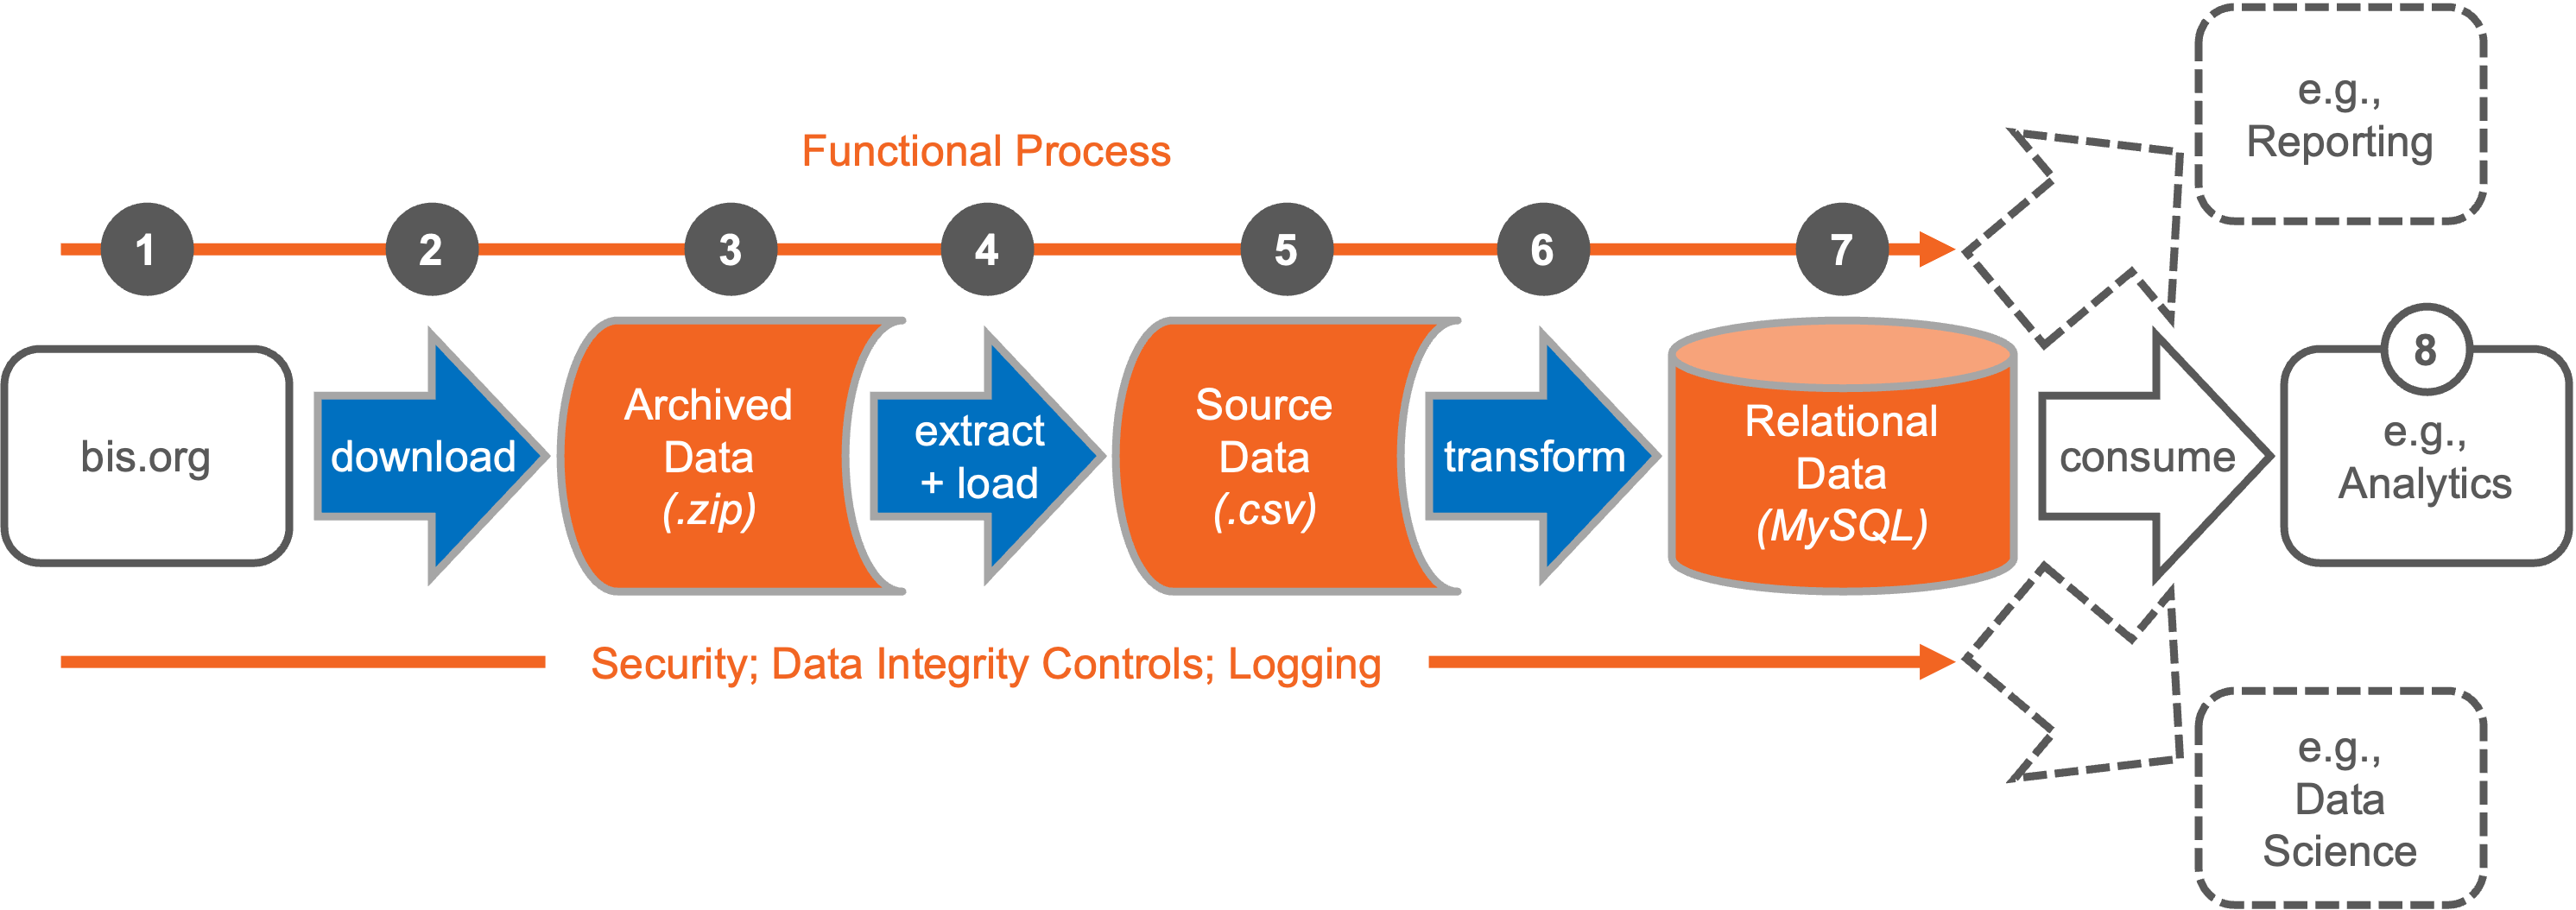 Functional Process
1
2
3
4
5
6
7
bis.org
download
Archived
Data
(.zip)
extract
+ load
Source
Data
(.csv)
transform
Relational
Data
(MySQL)
consume
8
e.g.,
Analytics
e.g.,
Reporting
e.g.,
Data
Science
Security; Data Integrity Controls; Logging